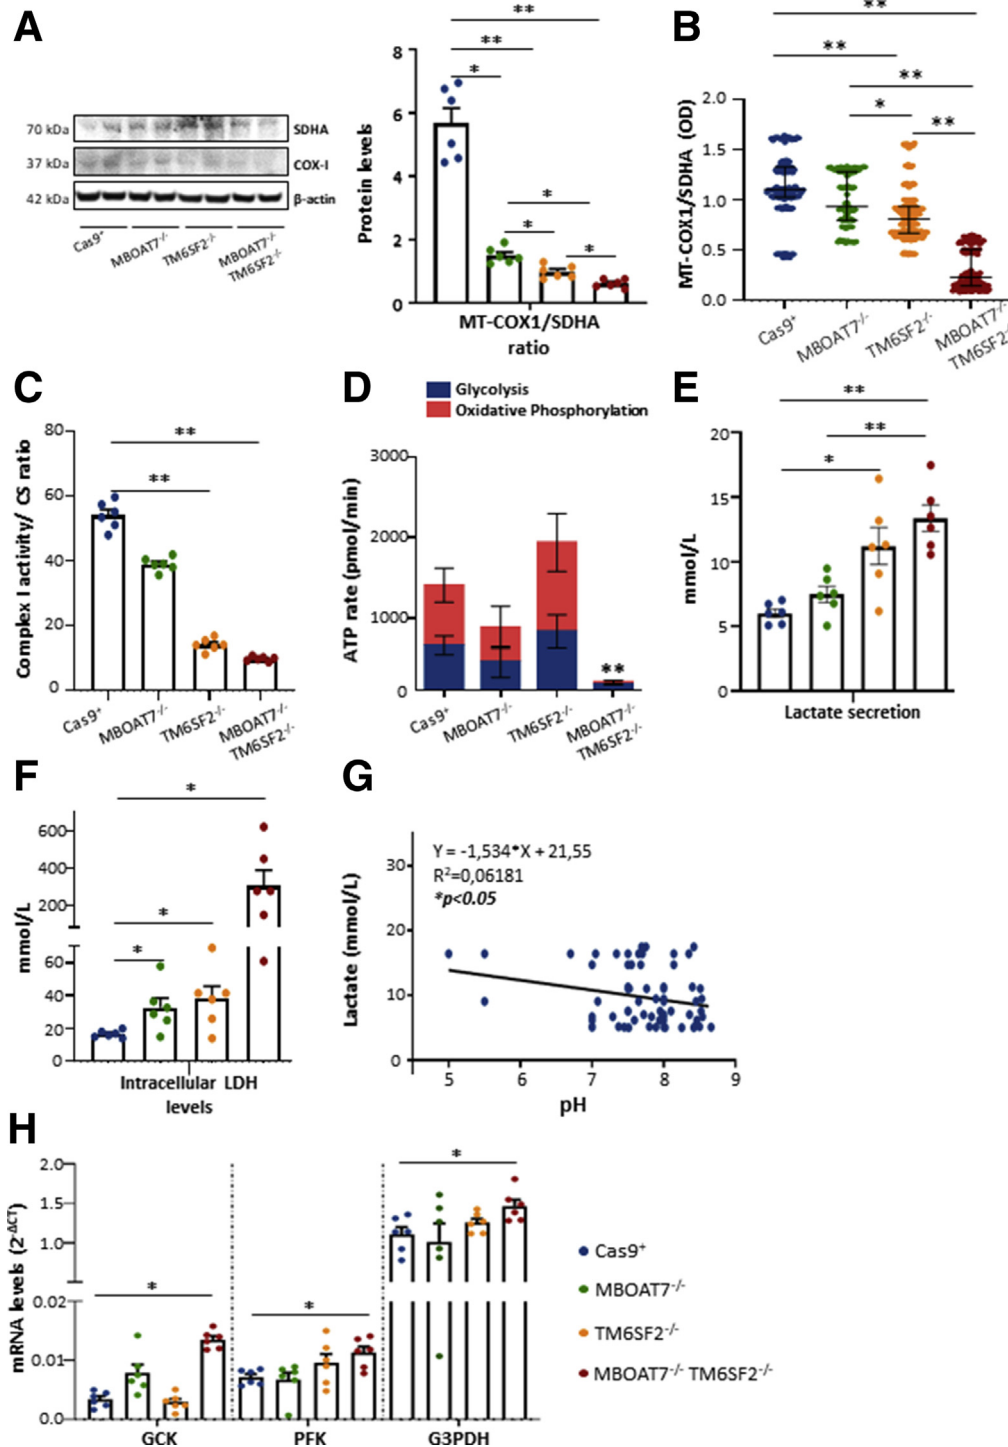 A
70 kDa
SDHA
37 kDa
COX-I
42 kDa
β-actin
Cas9⁺
MBOAT7⁻/⁻
TM6SF2⁻/⁻
MBOAT7⁻/⁻
TM6SF2⁻/⁻
**
**
*
*
*
*
Protein levels
8
6
4
2
0
MT-COX1/SDHA
ratio
B
**
**
**
*
**
MT-COX1/SDHA (OD)
2.0
1.5
1.0
0.5
0.0
Cas9⁺
MBOAT7⁻/⁻
TM6SF2⁻/⁻
MBOAT7⁻/⁻
TM6SF2⁻/
C
**
**
Complex I activity/ CS ratio
80
60
40
20
0
Cas9⁺
MBOAT7⁻/⁻
TM6SF2⁻/⁻
MBOAT7⁻/⁻
TM6SF2⁻/⁻
D
Glycolysis
Oxidative Phosphorylation
ATP rate (pmol/min)
3000
2000
1000
0
**
Cas9⁺
MBOAT7⁻/⁻
TM6SF2⁻/⁻
MBOAT7⁻/⁻
TM6SF2⁻/⁻
E
**
**
*
mmol/L
20
15
10
5
0
Lactate secretion
F
*
*
*
mmol/L
600
400
200
60
40
20
0
Intracellular LDH
levels
G
Y = -1,534*X + 21,55
R²=0,06181
*p<0.05
Lactate (mmol/L)
30
20
10
0
5
6
7
8
9
pH
H
*
*
*
mRNA levels (2^-ΔCT)
2.0
1.5
1.0
0.02
0.01
0.0
GCK
PFK
G3PDH
Cas9⁺
MBOAT7⁻/⁻
TM6SF2⁻/⁻
MBOAT7⁻/⁻ TM6SF2⁻/⁻